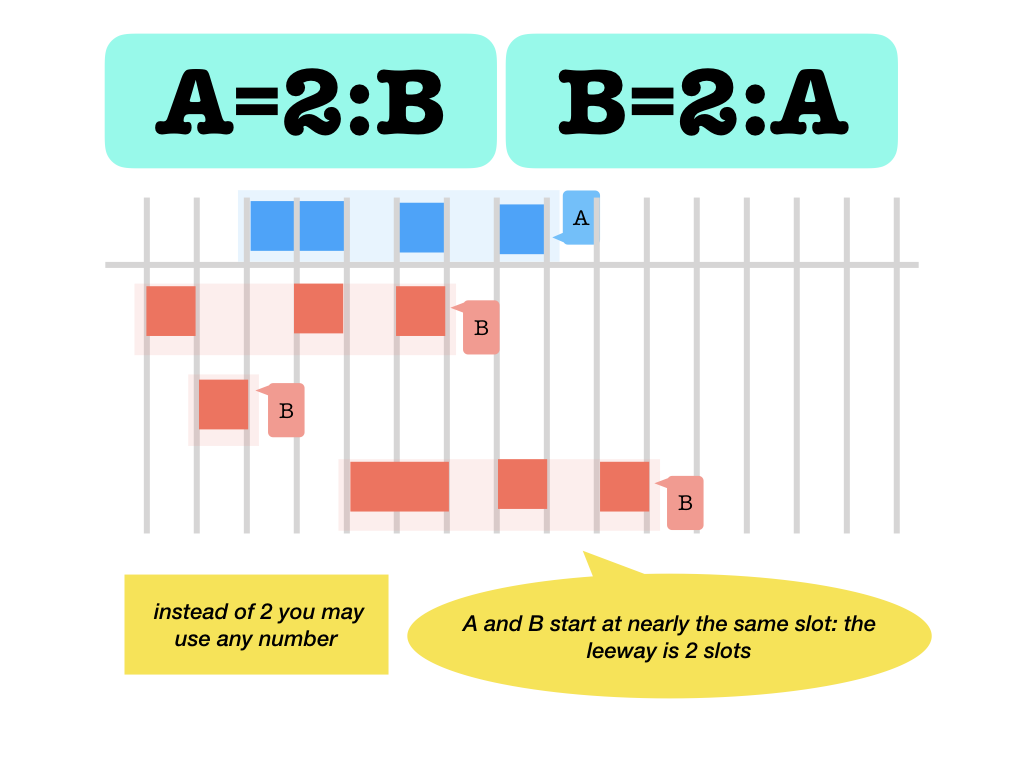 A=2:B
B=2:A
A
B
B
B
instead of 2 you may
use any number
A and B start at nearly the same slot: the
leeway is 2 slots